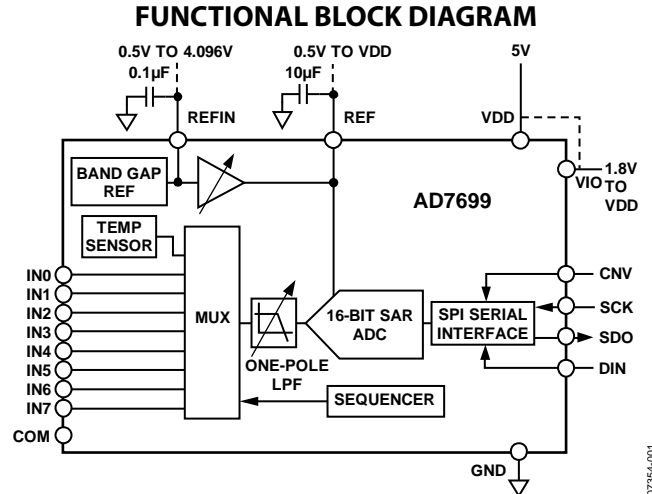 FUNCTIONAL BLOCK DIAGRAM
0.5V TO 4.096V
0.1µF
0.5V TO VDD
10µF
5V
REFIN
REF
VDD
BAND GAP
REF
AD7699
VIO
1.8V
TO
VDD
TEMP
SENSOR
IN0
IN1
IN2
IN3
IN4
IN5
IN6
IN7
COM
MUX
ONE-POLE
LPF
16-BIT SAR
ADC
SPI SERIAL
INTERFACE
CNV
SCK
SDO
DIN
SEQUENCER
GND
07354-001